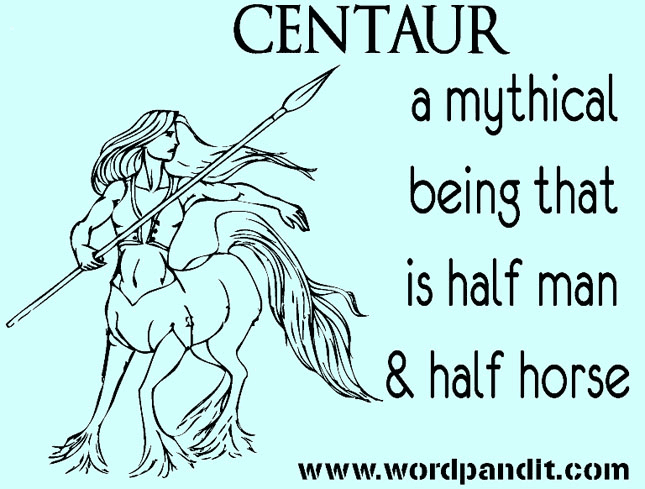 CENTAUR
a mythical
being that
is half man
& half horse
www.wordpandit.com